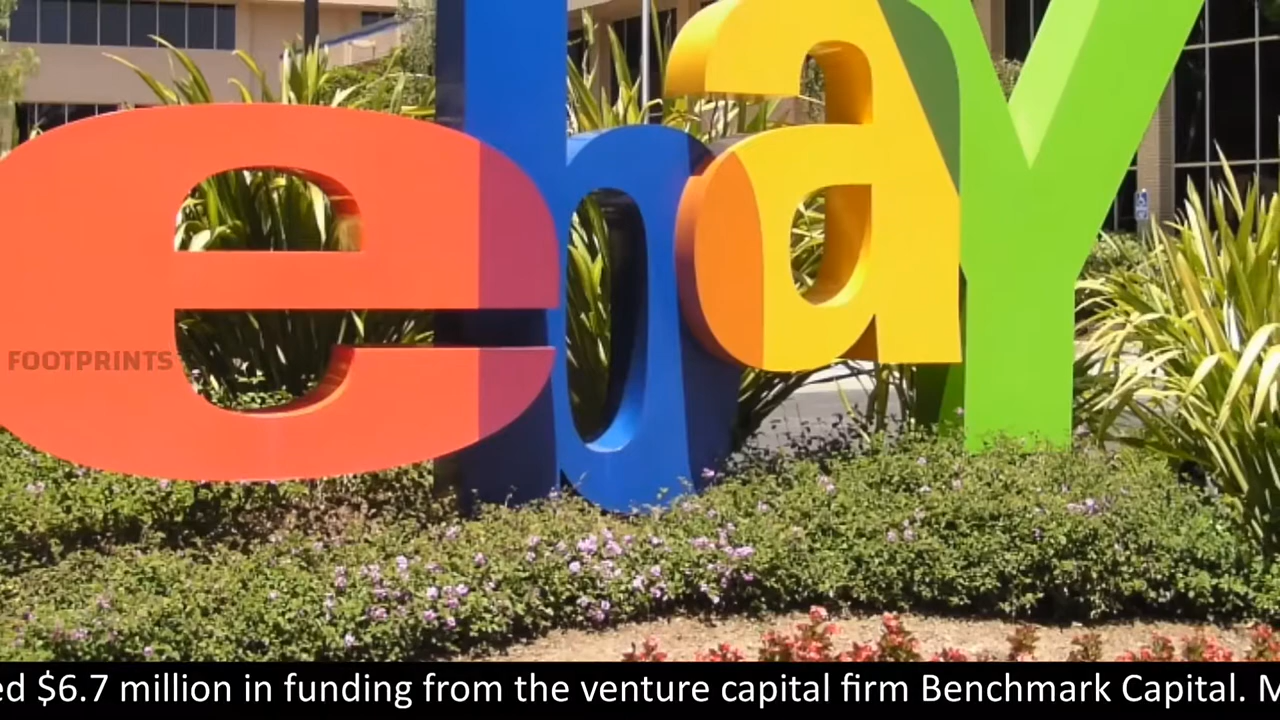 ebaY
FOOTPRINTS
ed $6.7 million in funding from the venture capital firm Benchmark Capital. M